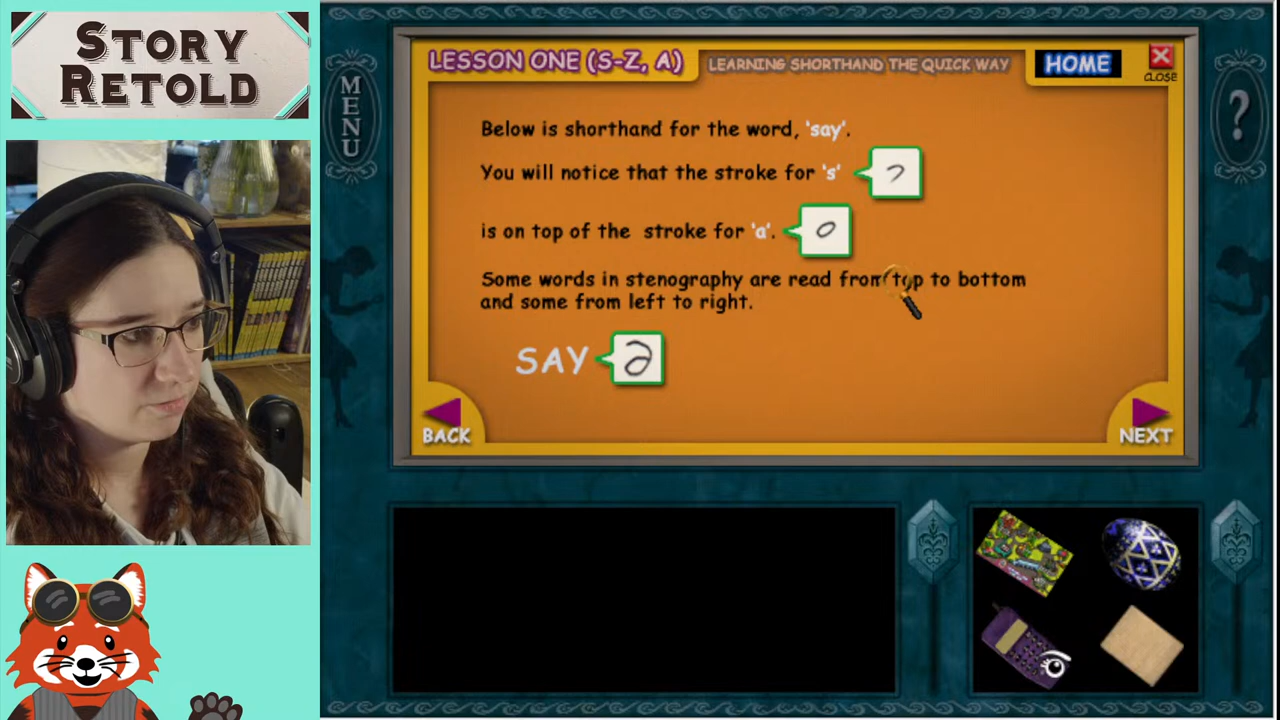 STORY
RETOLD
MENU
LESSON ONE (S-Z, A)
LEARNING SHORTHAND THE QUICK WAY
HOME
CLOSE
?
Below is shorthand for the word, 'say'.
You will notice that the stroke for 's'
is on top of the stroke for 'a'.
Some words in stenography are read from top to bottom
and some from left to right.
SAY
BACK
NEXT